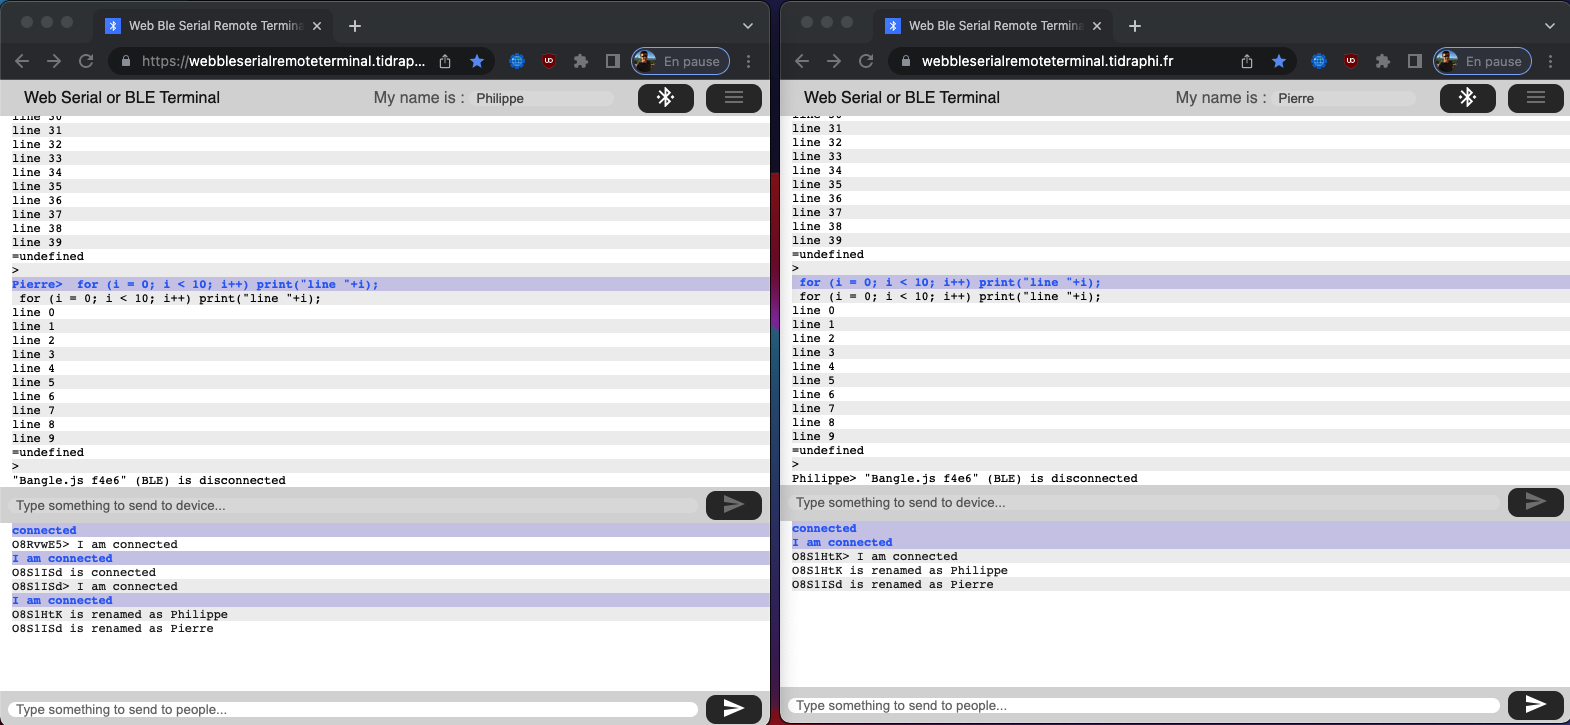 Web Ble Serial Remote Termina
https://webbleserialremoteterminal.tidrap...
En pause
Web Serial or BLE Terminal
My name is : Philippe
line 30
line 31
line 32
line 33
line 34
line 35
line 36
line 37
line 38
line 39
=undefined
>
Pierre>  for (i = 0; i < 10; i++) print("line "+i);
 for (i = 0; i < 10; i++) print("line "+i);
line 0
line 1
line 2
line 3
line 4
line 5
line 6
line 7
line 8
line 9
=undefined
>
"Bangle.js f4e6" (BLE) is disconnected
Type something to send to device...
connected
O8RvwE5> I am connected
I am connected
O8S1ISd is connected
O8S1ISd> I am connected
I am connected
O8S1HtK is renamed as Philippe
O8S1ISd is renamed as Pierre
Type something to send to people...
Web Ble Serial Remote Termina
webbleserialremoteterminal.tidraphi.fr
En pause
Web Serial or BLE Terminal
My name is : Pierre
line 30
line 31
line 32
line 33
line 34
line 35
line 36
line 37
line 38
line 39
=undefined
>
 for (i = 0; i < 10; i++) print("line "+i);
 for (i = 0; i < 10; i++) print("line "+i);
line 0
line 1
line 2
line 3
line 4
line 5
line 6
line 7
line 8
line 9
=undefined
>
Philippe> "Bangle.js f4e6" (BLE) is disconnected
Type something to send to device...
connected
I am connected
O8S1HtK> I am connected
O8S1HtK is renamed as Philippe
O8S1ISd is renamed as Pierre
Type something to send to people...